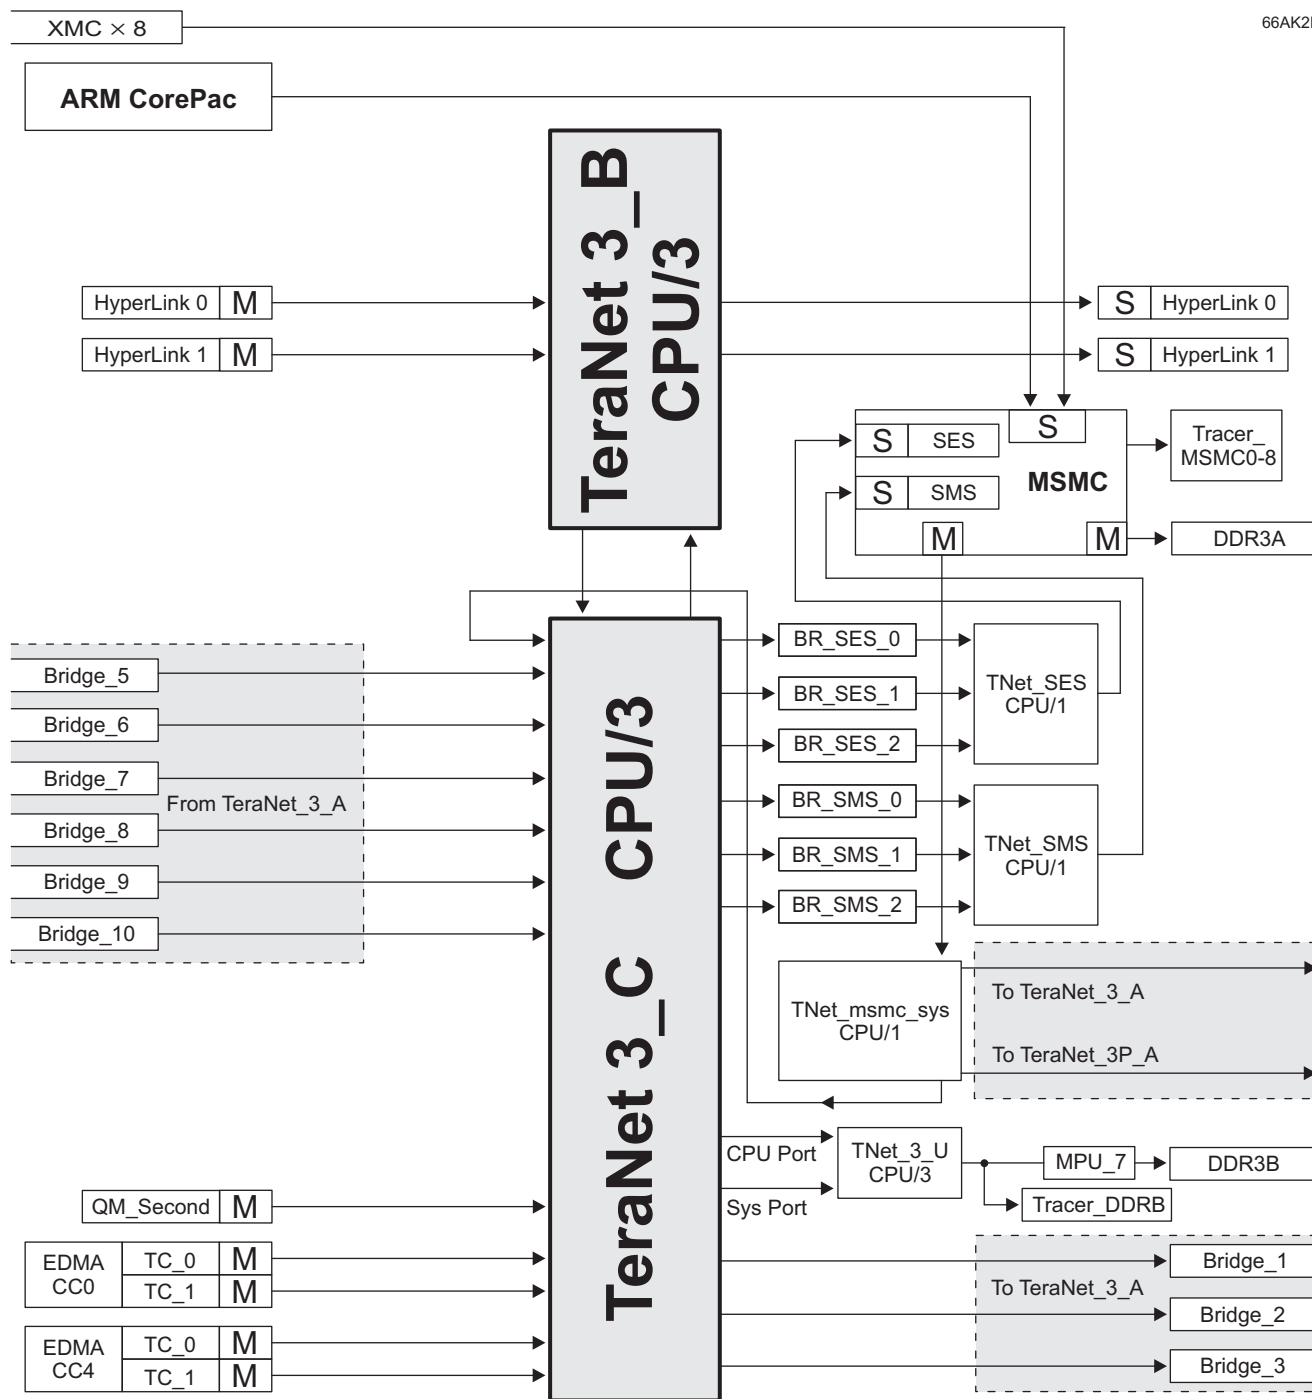 XMC × 8
66AK2
ARM CorePac
TeraNet 3_B
CPU/3
HyperLink 0 M
HyperLink 1 M
S HyperLink 0
S HyperLink 1
S
S SES
S SMS
MSMC
M
M
Tracer_
MSMC0-8
DDR3A
TeraNet 3_C CPU/3
Bridge_5
Bridge_6
Bridge_7
From TeraNet_3_A
Bridge_8
Bridge_9
Bridge_10
BR_SES_0
BR_SES_1
BR_SES_2
TNet_SES
CPU/1
BR_SMS_0
BR_SMS_1
BR_SMS_2
TNet_SMS
CPU/1
TNet_msmc_sys
CPU/1
To TeraNet_3_A
To TeraNet_3P_A
CPU Port
Sys Port
TNet_3_U
CPU/3
MPU_7
DDR3B
Tracer_DDRB
QM_Second M
EDMA
CC0
TC_0 M
TC_1 M
EDMA
CC4
TC_0 M
TC_1 M
To TeraNet_3_A
Bridge_1
Bridge_2
Bridge_3